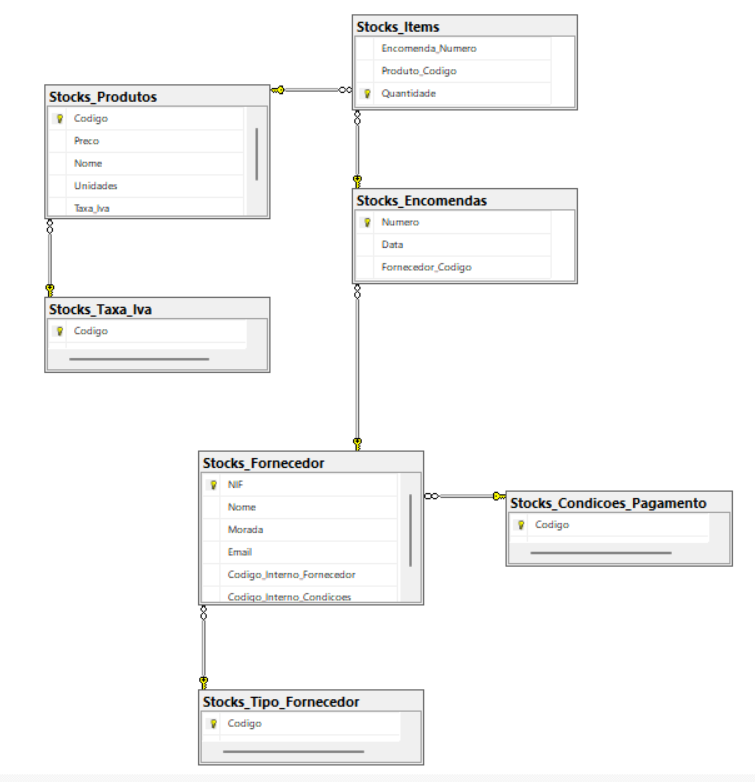 Stocks_Items
Encomenda_Numero
Produto_Codigo
Quantidade
Stocks_Produtos
Codigo
Preco
Nome
Unidades
Taxa_Iva
Stocks_Encomendas
Numero
Data
Fornecedor_Codigo
Stocks_Taxa_Iva
Codigo
Stocks_Fornecedor
NIF
Nome
Morada
Email
Codigo_Interno_Fornecedor
Codigo_Interno_Condicoes
Stocks_Condicoes_Pagamento
Codigo
Stocks_Tipo_Fornecedor
Codigo